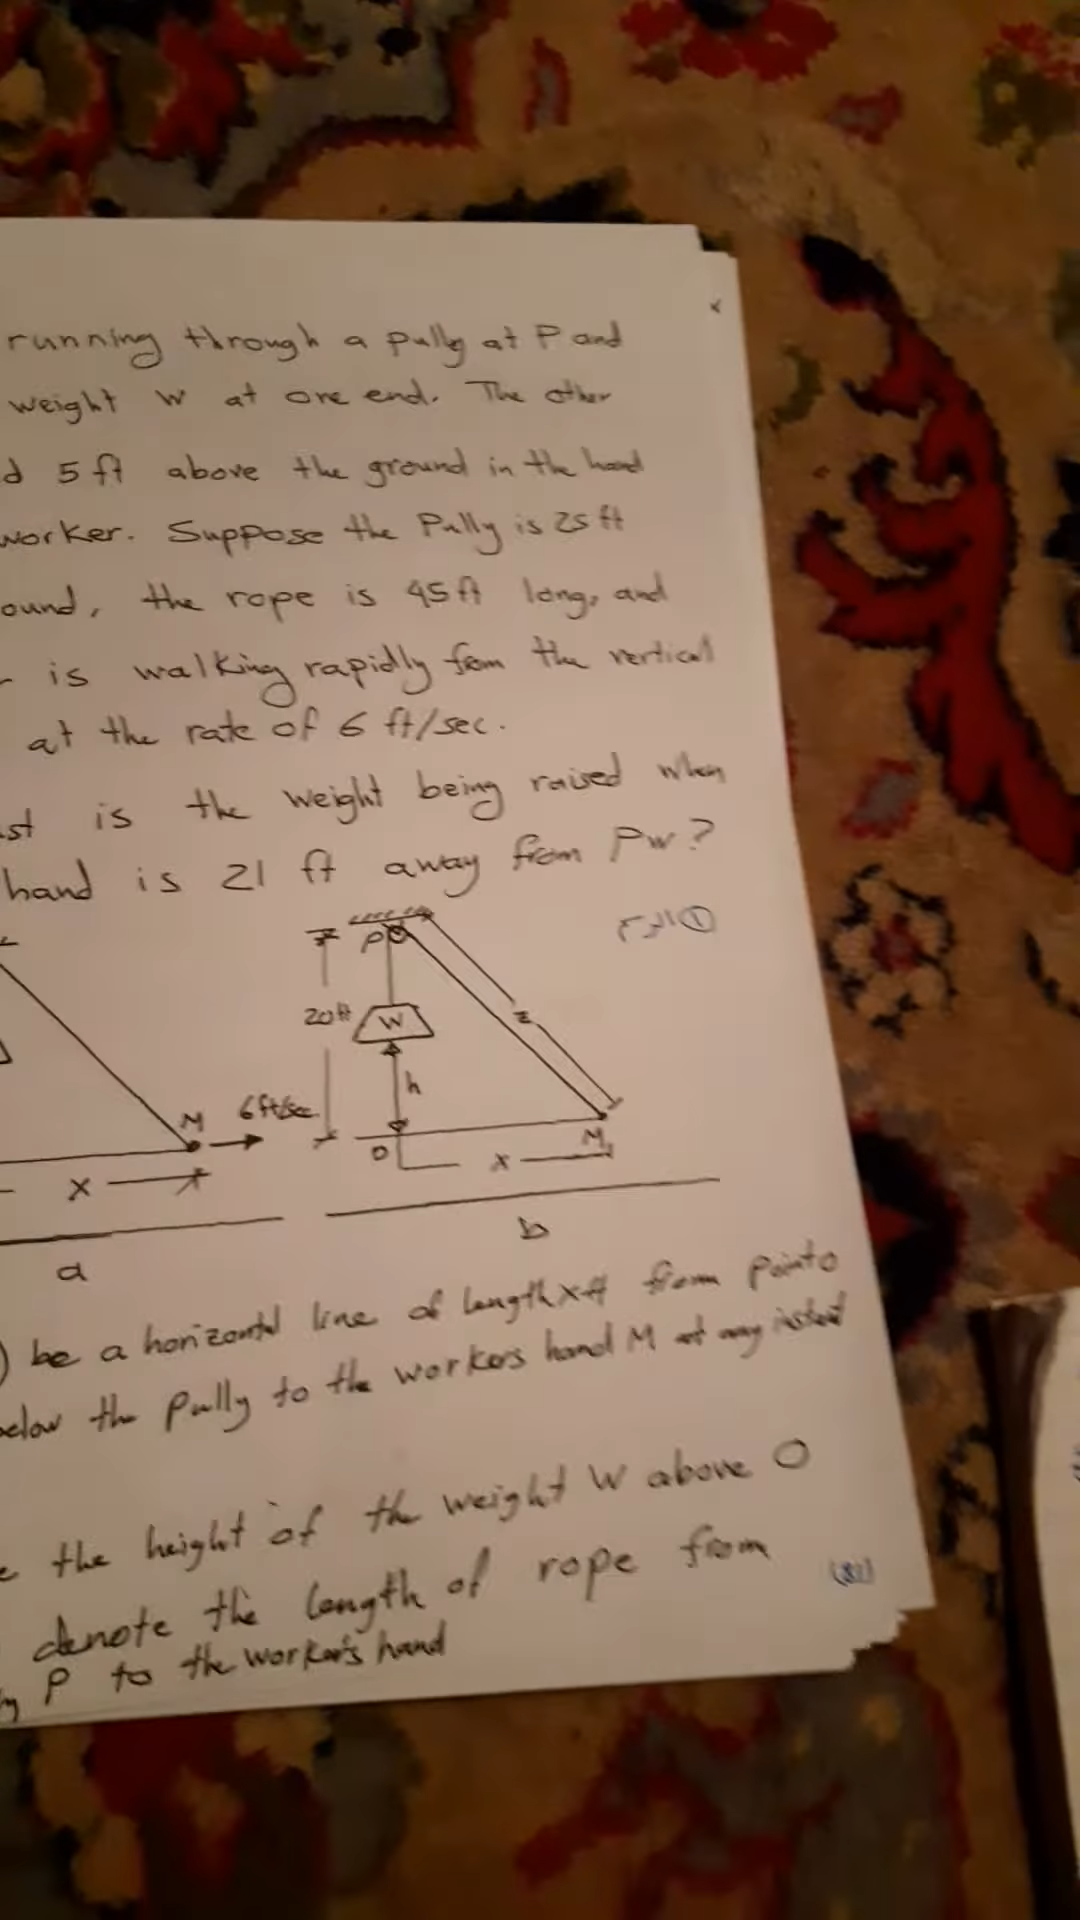 running through a pully at P and
weight W at one end. The other
d 5 ft above the ground in the hand
worker. Suppose the Pully is 25 ft
ound, the rope is 45 ft long, and
r is walking rapidly from the vertical
at the rate of 6 ft/sec.
st is the weight being raised when
hand is 21 ft away from PW?
P
20 ft
W
z
h
M
6 ft/sec.
O
M
x
x
a
b
) be a horizontal line of length x ft from point o
elow the pully to the workers hand M at any instant
e the height of the weight W above O
denote the length of rope from
P to the worker's hand
(81)